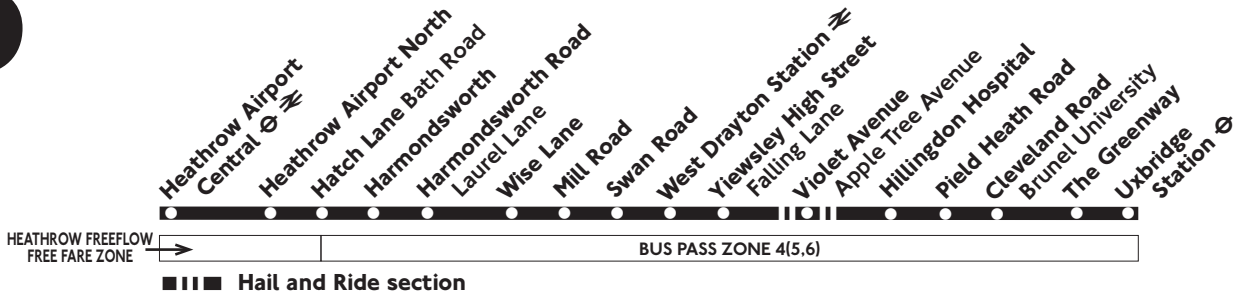 Heathrow Airport
Central
Heathrow Airport North
Hatch Lane Bath Road
Harmondsworth
Harmondsworth Road
Laurel Lane
Wise Lane
Mill Road
Swan Road
West Drayton Station
Yiewsley High Street
Falling Lane
Violet Avenue
Apple Tree Avenue
Hillingdon Hospital
Pield Heath Road
Cleveland Road
Brunel University
The Greenway
Uxbridge
Station
HEATHROW FREEFLOW
FREE FARE ZONE
BUS PASS ZONE 4(5,6)
Hail and Ride section